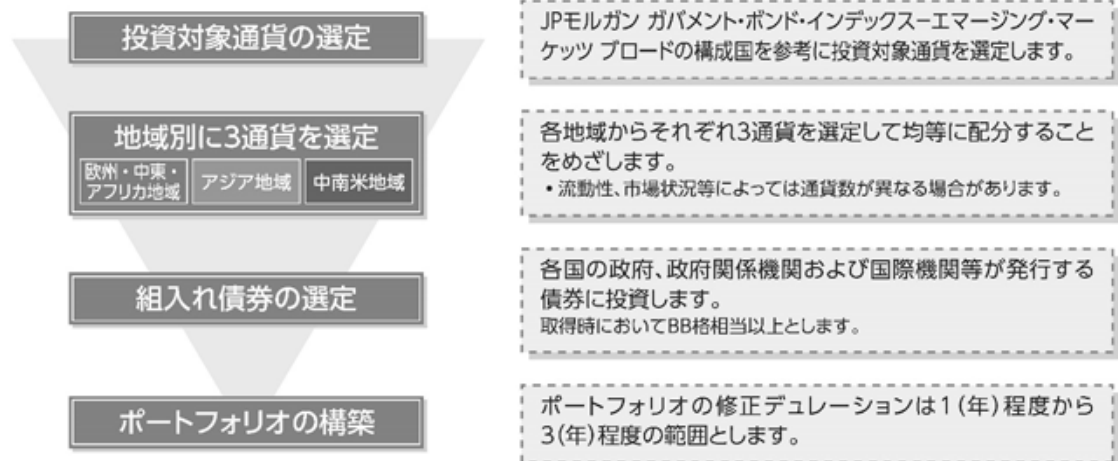 投資対象通貨の選定
JPモルガン ガバメント・ボンド・インデックス−エマージング・マー
ケッツ ブロードの構成国を参考に投資対象通貨を選定します。
地域別に3通貨を選定
欧州・中東・
アフリカ地域
アジア地域
中南米地域
各地域からそれぞれ3通貨を選定して均等に配分すること
をめざします。
・流動性、市場状況等によっては通貨数が異なる場合があります。
組入れ債券の選定
各国の政府、政府関係機関および国際機関等が発行する
債券に投資します。
取得時においてBB格相当以上とします。
ポートフォリオの構築
ポートフォリオの修正デュレーションは1(年)程度から
3(年)程度の範囲とします。